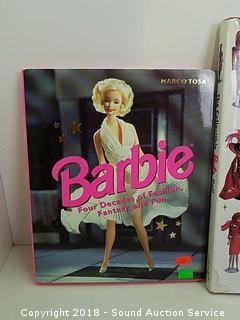 MARCO TOSA
Barbie®
Four Decades of Fashion,
Fantasy, and Fun
Copyright 2018 - Sound Auction Service